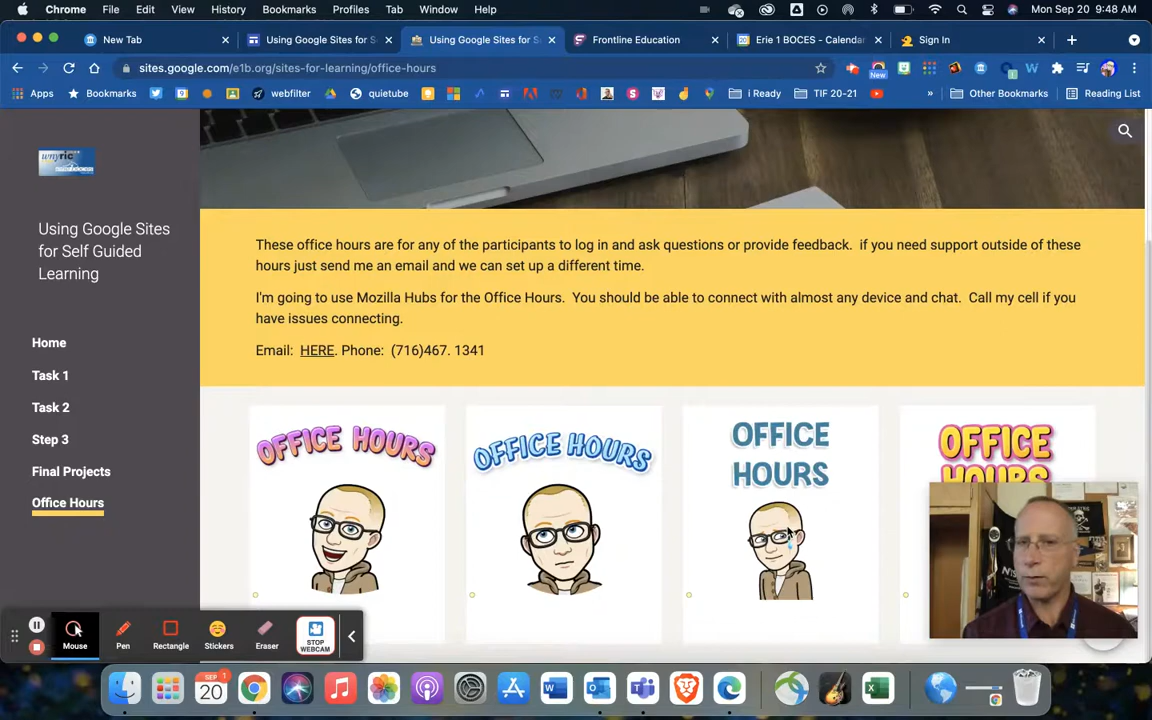 Chrome File Edit View History Bookmarks Profiles Tab Window Help Mon Sep 20 9:48 AM
New Tab Using Google Sites for S Using Google Sites for S Frontline Education Erie 1 BOCES - Calenda Sign In
sites.google.com/e1b.org/sites-for-learning/office-hours New
Apps Bookmarks webfilter quietube i Ready TIF 20-21 » Other Bookmarks Reading List
wnyric
Using Google Sites
for Self Guided
Learning
Home
Task 1
Task 2
Step 3
Final Projects
Office Hours
These office hours are for any of the participants to log in and ask questions or provide feedback. if you need support outside of these
hours just send me an email and we can set up a different time.
I'm going to use Mozilla Hubs for the Office Hours. You should be able to connect with almost any device and chat. Call my cell if you
have issues connecting.
Email: HERE. Phone: (716)467. 1341
OFFICE HOURS
OFFICE HOURS
OFFICE
HOURS
OFFICE
HOURS
Mouse Pen Rectangle Stickers Eraser STOP
WEBCAM
SEP
20